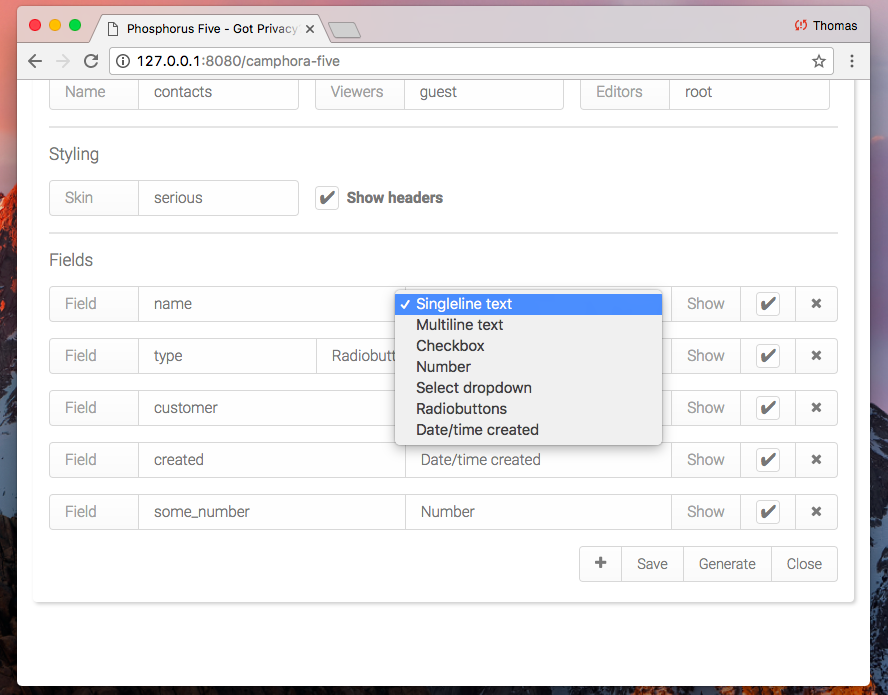 Phosphorus Five - Got Privacy
Thomas
127.0.0.1:8080/camphora-five
Name contacts Viewers guest Editors root
Styling
Skin serious Show headers
Fields
Field name Singleline text Show
Multiline text
Checkbox
Field type Radiobutt Show
Number
Select dropdown
Field customer Radiobuttons Show
Date/time created
Field created Date/time created Show
Field some_number Number Show
+ Save Generate Close